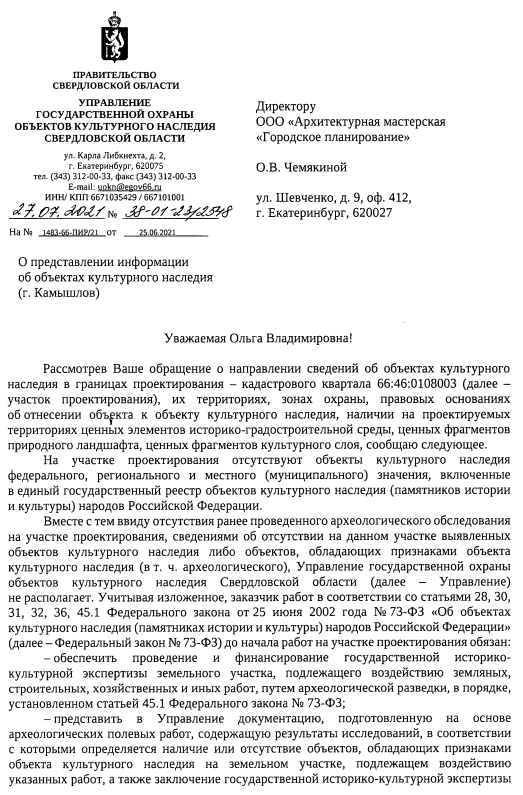 ПРАВИТЕЛЬСТВО
СВЕРДЛОВСКОЙ ОБЛАСТИ
УПРАВЛЕНИЕ
ГОСУДАРСТВЕННОЙ ОХРАНЫ
ОБЪЕКТОВ КУЛЬТУРНОГО НАСЛЕДИЯ
СВЕРДЛОВСКОЙ ОБЛАСТИ
ул. Карла Либкнехта, д. 2,
г. Екатеринбург, 620075
тел. (343) 312-00-33, факс (343) 312-00-33
E-mail: uokn@egov66.ru
ИНН/ КПП 6671035429 / 667101001
27.07.2021 № 38-01-23/2548
На № 1483-66-ПИР/21 от 25.06.2021
Директору
ООО «Архитектурная мастерская
«Городское планирование»
О.В. Чемякиной
ул. Шевченко, д. 9, оф. 412,
г. Екатеринбург, 620027
О представлении информации
об объектах культурного наследия
(г. Камышлов)
Уважаемая Ольга Владимировна!
Рассмотрев Ваше обращение о направлении сведений об объектах культурного
наследия в границах проектирования – кадастрового квартала 66:46:0108003 (далее –
участок проектирования), их территориях, зонах охраны, правовых основаниях
об отнесении объекта к объекту культурного наследия, наличии на проектируемых
территориях ценных элементов историко-градостроительной среды, ценных фрагментов
природного ландшафта, ценных фрагментов культурного слоя, сообщаю следующее.
На участке проектирования отсутствуют объекты культурного наследия
федерального, регионального и местного (муниципального) значения, включенные
в единый государственный реестр объектов культурного наследия (памятников истории
и культуры) народов Российской Федерации.
Вместе с тем ввиду отсутствия ранее проведенного археологического обследования
на участке проектирования, сведениями об отсутствии на данном участке выявленных
объектов культурного наследия либо объектов, обладающих признаками объекта
культурного наследия (в т. ч. археологического), Управление государственной охраны
объектов культурного наследия Свердловской области (далее – Управление)
не располагает. Учитывая изложенное, заказчик работ в соответствии со статьями 28, 30,
31, 32, 36, 45.1 Федерального закона от 25 июня 2002 года № 73-ФЗ «Об объектах
культурного наследия (памятниках истории и культуры) народов Российской Федерации»
(далее – Федеральный закон № 73-ФЗ) до начала работ на участке проектирования обязан:
– обеспечить проведение и финансирование государственной историко-
культурной экспертизы земельного участка, подлежащего воздействию земляных,
строительных, хозяйственных и иных работ, путем археологической разведки, в порядке,
установленном статьей 45.1 Федерального закона № 73-ФЗ;
– представить в Управление документацию, подготовленную на основе
археологических полевых работ, содержащую результаты исследований, в соответствии
с которыми определяется наличие или отсутствие объектов, обладающих признаками
объекта культурного наследия на земельном участке, подлежащем воздействию
указанных работ, а также заключение государственной историко-культурной экспертизы